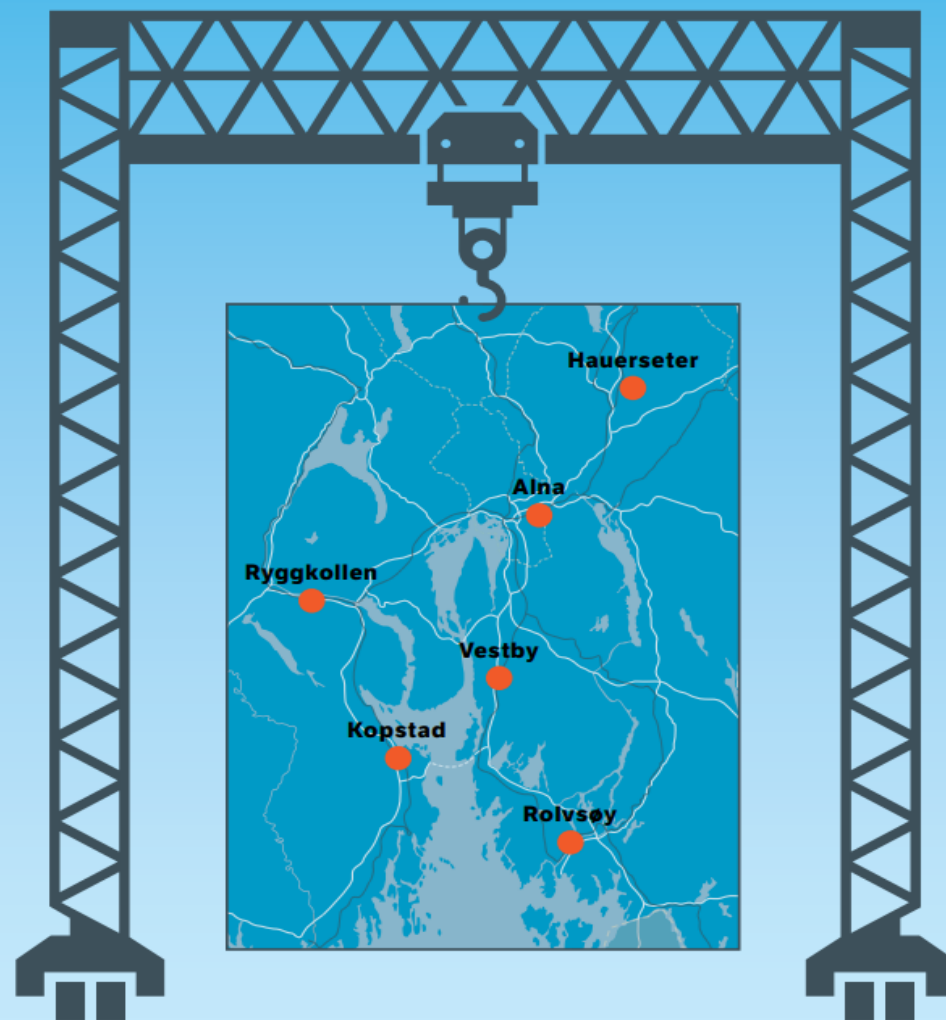 Hauerseter
Alna
Ryggkollen
Vestby
Kopstad
Rolvsøy